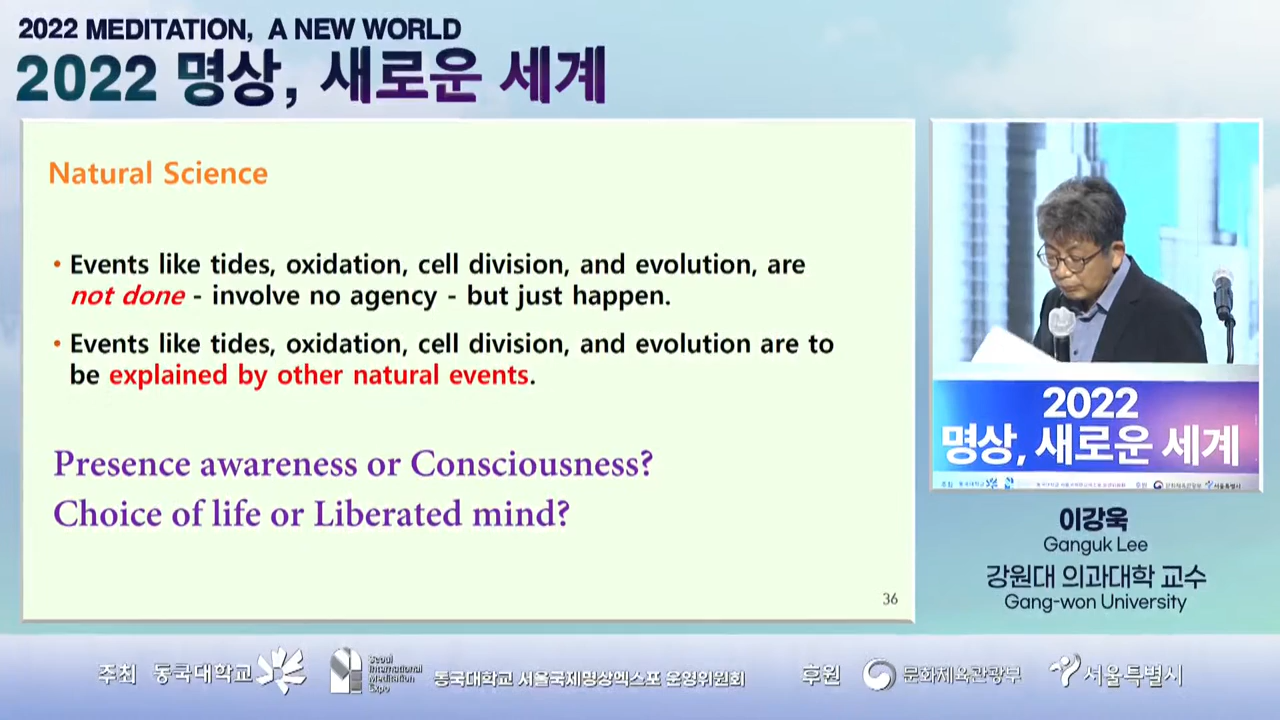 2022 MEDITATION, A NEW WORLD
2022 명상, 새로운 세계
Natural Science
• Events like tides, oxidation, cell division, and evolution, are
not done - involve no agency - but just happen.
• Events like tides, oxidation, cell division, and evolution are to
be explained by other natural events.
Presence awareness or Consciousness?
Choice of life or Liberated mind?
36
2022
명상, 새로운 세계
이강욱
Ganguk Lee
강원대 의과대학 교수
Gang-won University
주최 동국대학교
Seoul
International
Meditation
Expo
동국대학교 서울국제명상엑스포 운영위원회
후원 문화체육관광부 서울특별시